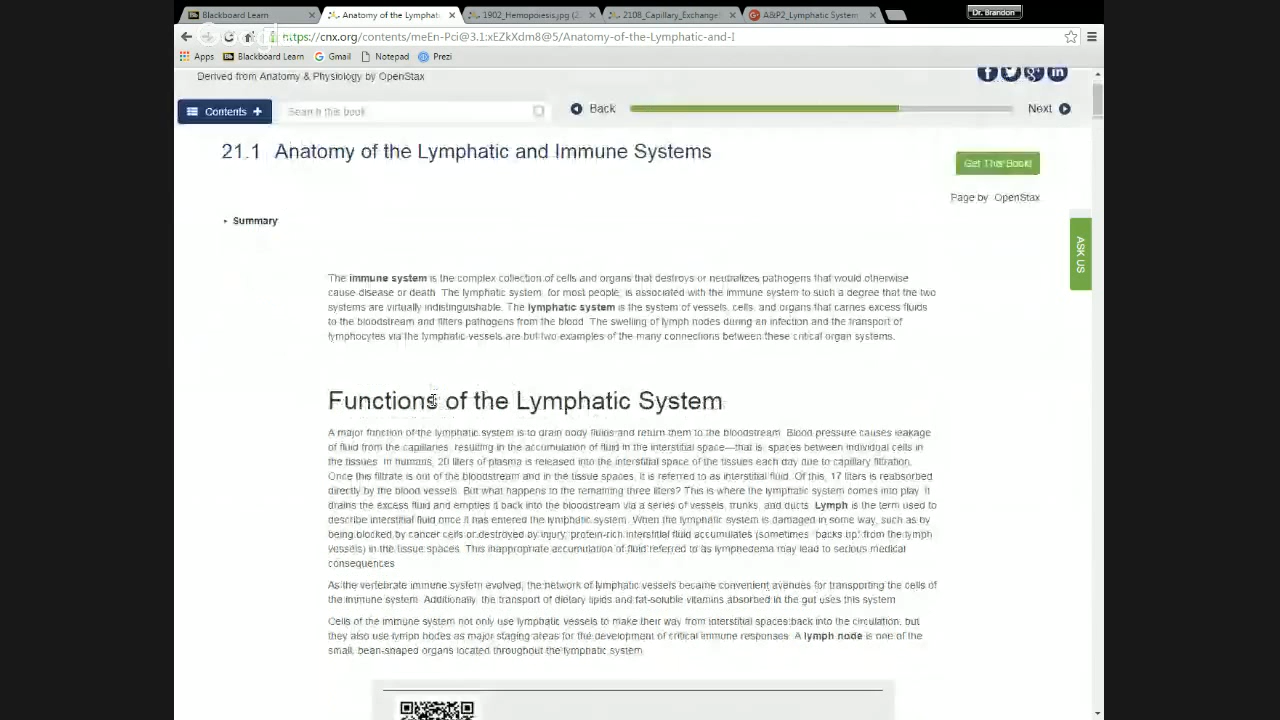 Blackboard Learn × Anatomy of the Lymphat × 1902_Hemopoiesis.jpg (2 × 2108_Capillary_Exchange × A&P2_Lymphatic System × Dr. Brandon
https://cnx.org/contents/meEn-Pci@3.1:xEZkXdm8@5/Anatomy-of-the-Lymphatic-and-I
Apps Blackboard Learn Gmail Notepad Prezi
Derived from Anatomy & Physiology by OpenStax
Contents + Search this book Back Next
21.1 Anatomy of the Lymphatic and Immune Systems
Get This Book!
Page by OpenStax
Summary
ASK US
The immune system is the complex collection of cells and organs that destroys or neutralizes pathogens that would otherwise
cause disease or death. The lymphatic system, for most people, is associated with the immune system to such a degree that the two
systems are virtually indistinguishable. The lymphatic system is the system of vessels, cells, and organs that carries excess fluids
to the bloodstream and filters pathogens from the blood. The swelling of lymph nodes during an infection and the transport of
lymphocytes via the lymphatic vessels are but two examples of the many connections between these critical organ systems.
Functions of the Lymphatic System
A major function of the lymphatic system is to drain body fluids and return them to the bloodstream. Blood pressure causes leakage
of fluid from the capillaries, resulting in the accumulation of fluid in the interstitial space—that is, spaces between individual cells in
the tissues. In humans, 20 liters of plasma is released into the interstitial space of the tissues each day due to capillary filtration.
Once this filtrate is out of the bloodstream and in the tissue spaces, it is referred to as interstitial fluid. Of this, 17 liters is reabsorbed
directly by the blood vessels. But what happens to the remaining three liters? This is where the lymphatic system comes into play. It
drains the excess fluid and empties it back into the bloodstream via a series of vessels, trunks, and ducts. Lymph is the term used to
describe interstitial fluid once it has entered the lymphatic system. When the lymphatic system is damaged in some way, such as by
being blocked by cancer cells or destroyed by injury, protein-rich interstitial fluid accumulates (sometimes "backs up" from the lymph
vessels) in the tissue spaces. This inappropriate accumulation of fluid referred to as lymphedema may lead to serious medical
consequences.
As the vertebrate immune system evolved, the network of lymphatic vessels became convenient avenues for transporting the cells of
the immune system. Additionally, the transport of dietary lipids and fat-soluble vitamins absorbed in the gut uses this system.
Cells of the immune system not only use lymphatic vessels to make their way from interstitial spaces back into the circulation, but
they also use lymph nodes as major staging areas for the development of critical immune responses. A lymph node is one of the
small, bean-shaped organs located throughout the lymphatic system.